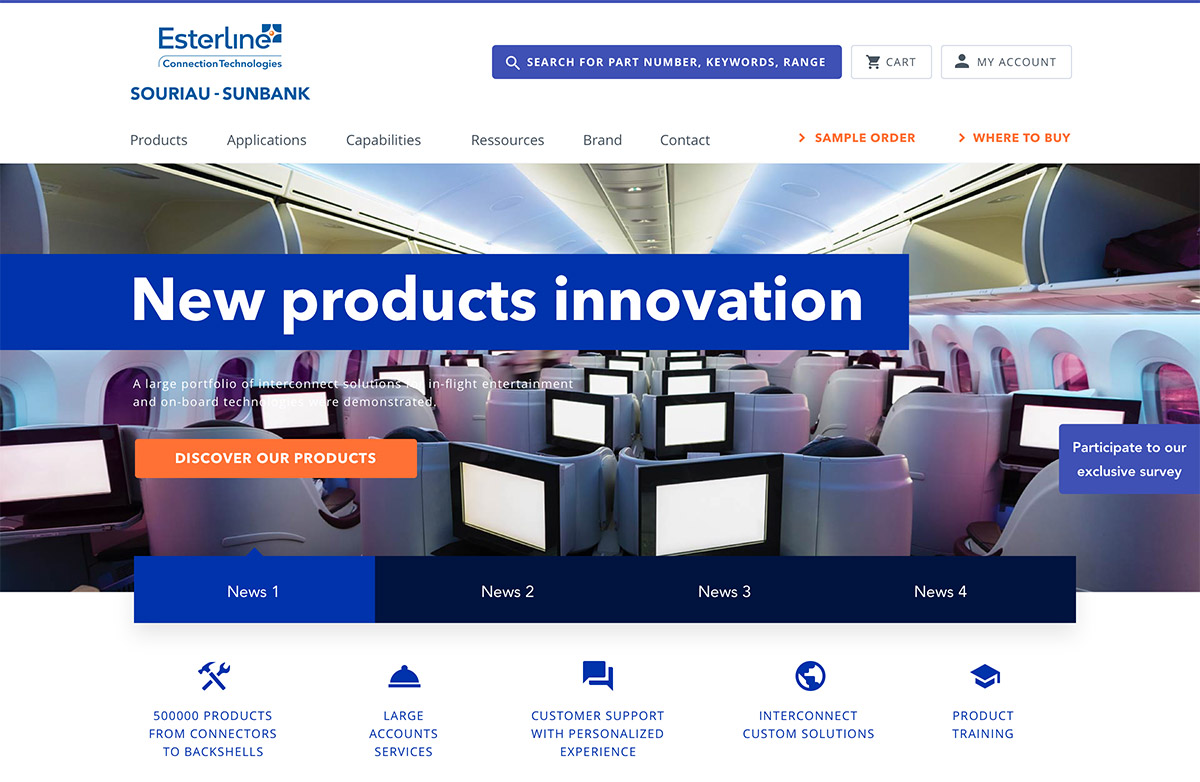 Esterline
Connection Technologies
SOURIAU - SUNBANK
SEARCH FOR PART NUMBER, KEYWORDS, RANGE
CART
MY ACCOUNT
Products
Applications
Capabilities
Ressources
Brand
Contact
SAMPLE ORDER
WHERE TO BUY
New products innovation
A large portfolio of interconnect solutions for in-flight entertainment
and on-board technologies were demonstrated,
DISCOVER OUR PRODUCTS
Participate to our
exclusive survey
News 1
News 2
News 3
News 4
500000 PRODUCTS
FROM CONNECTORS
TO BACKSHELLS
LARGE
ACCOUNTS
SERVICES
CUSTOMER SUPPORT
WITH PERSONALIZED
EXPERIENCE
INTERCONNECT
CUSTOM SOLUTIONS
PRODUCT
TRAINING